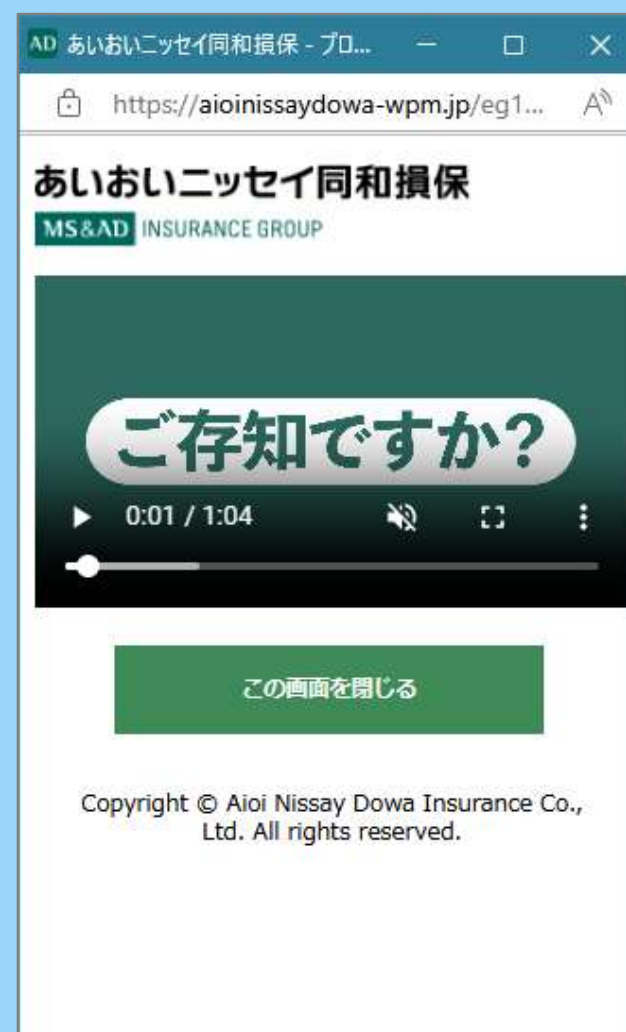 AD あいおいニッセイ同和損保 - プロ...
https://aioinissaydowa-wpm.jp/eg1...
あいおいニッセイ同和損保
MS&AD INSURANCE GROUP
ご存知ですか?
0:01 / 1:04
この画面を閉じる
Copyright © Aioi Nissay Dowa Insurance Co.,
Ltd. All rights reserved.